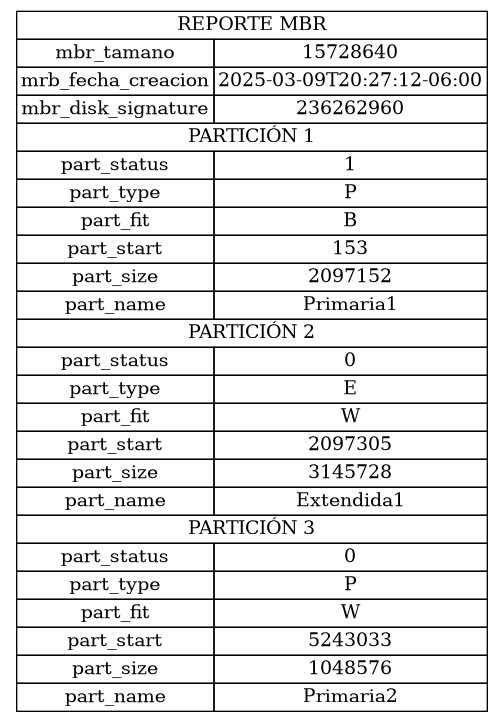 REPORTE MBR
mbr_tamano 15728640
mrb_fecha_creacion 2025-03-09T20:27:12-06:00
mbr_disk_signature 236262960
PARTICIÓN 1
part_status 1
part_type P
part_fit B
part_start 153
part_size 2097152
part_name Primaria1
PARTICIÓN 2
part_status 0
part_type E
part_fit W
part_start 2097305
part_size 3145728
part_name Extendida1
PARTICIÓN 3
part_status 0
part_type P
part_fit W
part_start 5243033
part_size 1048576
part_name Primaria2